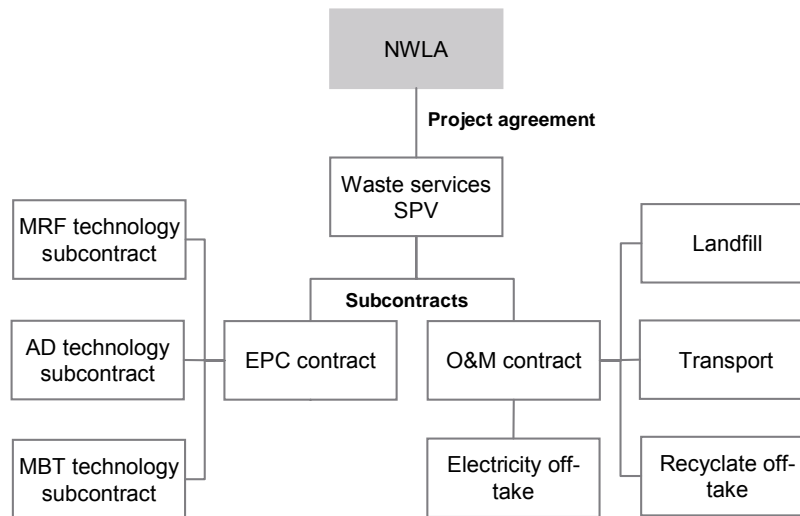 NWLA
Project agreement
Waste services
SPV
MRF technology
subcontract
Landfill
Subcontracts
AD technology
subcontract
EPC contract
O&M contract
Transport
MBT technology
subcontract
Electricity off-
take
Recyclate off-
take